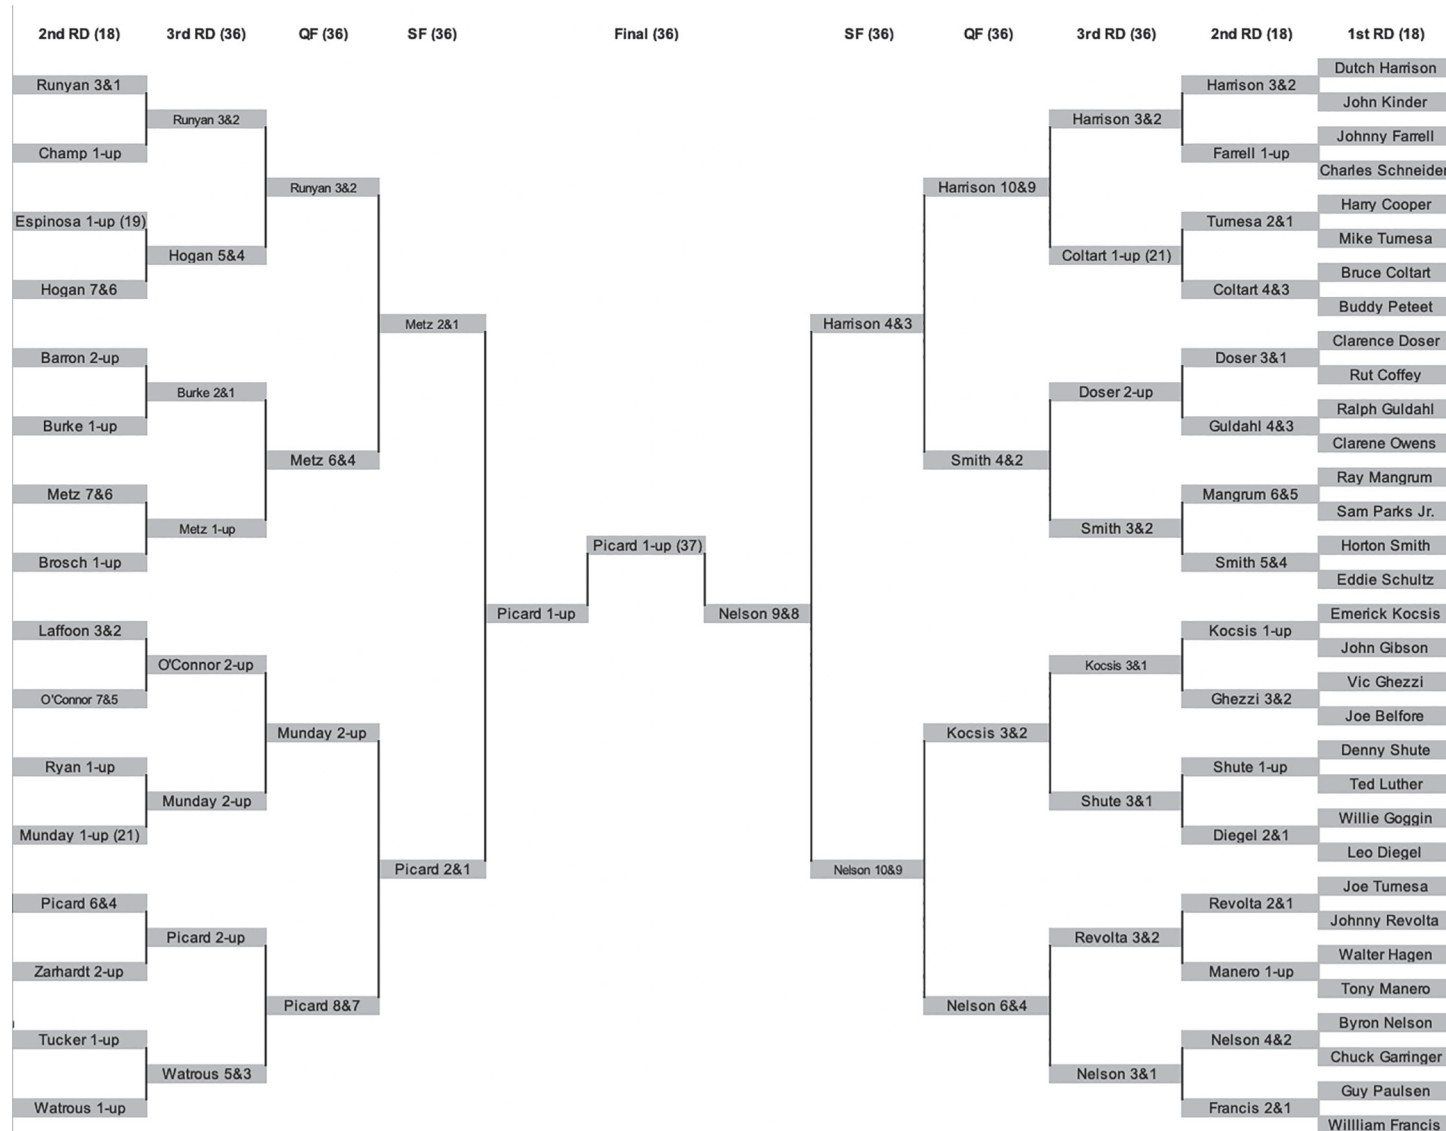 2nd RD (18)
3rd RD (36)
QF (36)
SF (36)
Final (36)
SF (36)
QF (36)
3rd RD (36)
2nd RD (18)
1st RD (18)
Runyan 3&1
Champ 1-up
Espinosa 1-up (19)
Hogan 7&6
Barron 2-up
Burke 1-up
Metz 7&6
Brosch 1-up
Laffoon 3&2
O'Connor 7&5
Ryan 1-up
Munday 1-up (21)
Picard 6&4
Zarhardt 2-up
Tucker 1-up
Watrous 1-up
Runyan 3&2
Hogan 5&4
Burke 2&1
Metz 1-up
O'Connor 2-up
Munday 2-up
Picard 2-up
Watrous 5&3
Runyan 3&2
Metz 6&4
Munday 2-up
Picard 8&7
Metz 2&1
Picard 2&1
Picard 1-up
Picard 1-up (37)
Nelson 9&8
Harrison 4&3
Nelson 10&9
Harrison 10&9
Smith 4&2
Kocsis 3&2
Nelson 6&4
Harrison 3&2
Coltart 1-up (21)
Doser 2-up
Smith 3&2
Kocsis 3&1
Shute 3&1
Revolta 3&2
Nelson 3&1
Harrison 3&2
Farrell 1-up
Turnesa 2&1
Coltart 4&3
Doser 3&1
Guldahl 4&3
Mangrum 6&5
Smith 5&4
Kocsis 1-up
Ghezzi 3&2
Shute 1-up
Diegel 2&1
Revolta 2&1
Manero 1-up
Nelson 4&2
Francis 2&1
Dutch Harrison
John Kinder
Johnny Farrell
Charles Schneider
Harry Cooper
Mike Turnesa
Bruce Coltart
Buddy Peteet
Clarence Doser
Rut Coffey
Ralph Guldahl
Clarene Owens
Ray Mangrum
Sam Parks Jr.
Horton Smith
Eddie Schultz
Emerick Kocsis
John Gibson
Vic Ghezzi
Joe Belfore
Denny Shute
Ted Luther
Willie Goggin
Leo Diegel
Joe Turnesa
Johnny Revolta
Walter Hagen
Tony Manero
Byron Nelson
Chuck Garringer
Guy Paulsen
Willliam Francis